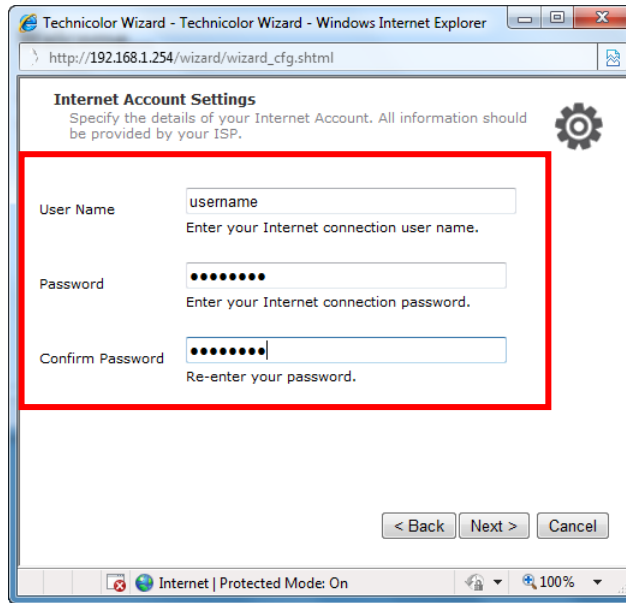 Technicolor Wizard - Technicolor Wizard - Windows Internet Explorer
http://192.168.1.254/wizard/wizard_cfg.shtml
Internet Account Settings
Specify the details of your Internet Account. All information should
be provided by your ISP.
User Name
username
Enter your Internet connection user name.
Password
●●●●●●●●
Enter your Internet connection password.
Confirm Password
●●●●●●●●
Re-enter your password.
< Back Next > Cancel
Internet | Protected Mode: On 100%